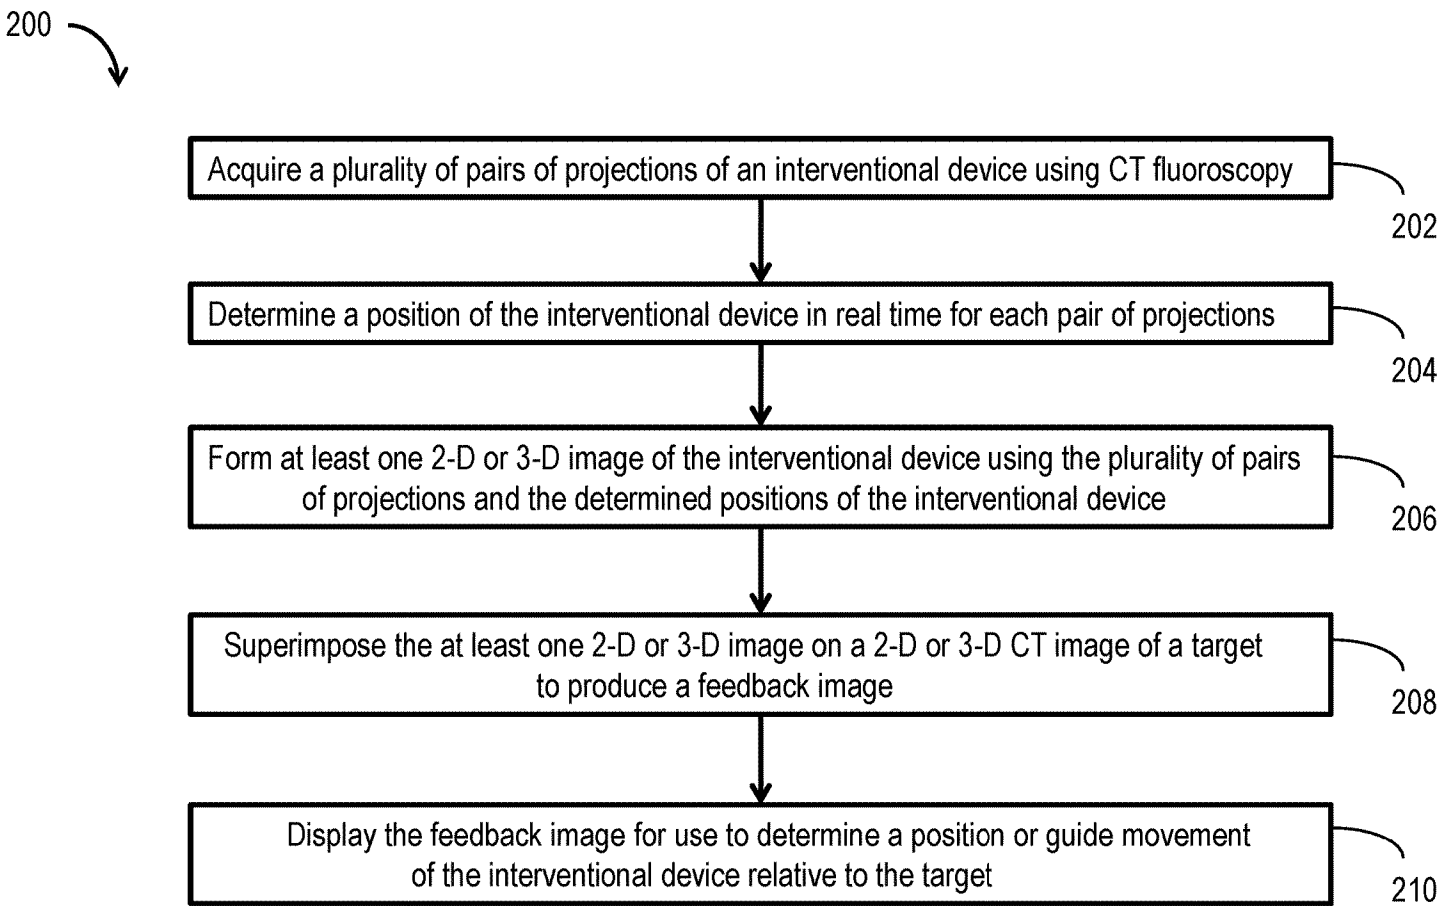 200
Acquire a plurality of pairs of projections of an interventional device using CT fluoroscopy
202
Determine a position of the interventional device in real time for each pair of projections
204
Form at least one 2-D or 3-D image of the interventional device using the plurality of pairs
of projections and the determined positions of the interventional device
206
Superimpose the at least one 2-D or 3-D image on a 2-D or 3-D CT image of a target
to produce a feedback image
208
Display the feedback image for use to determine a position or guide movement
of the interventional device relative to the target
210